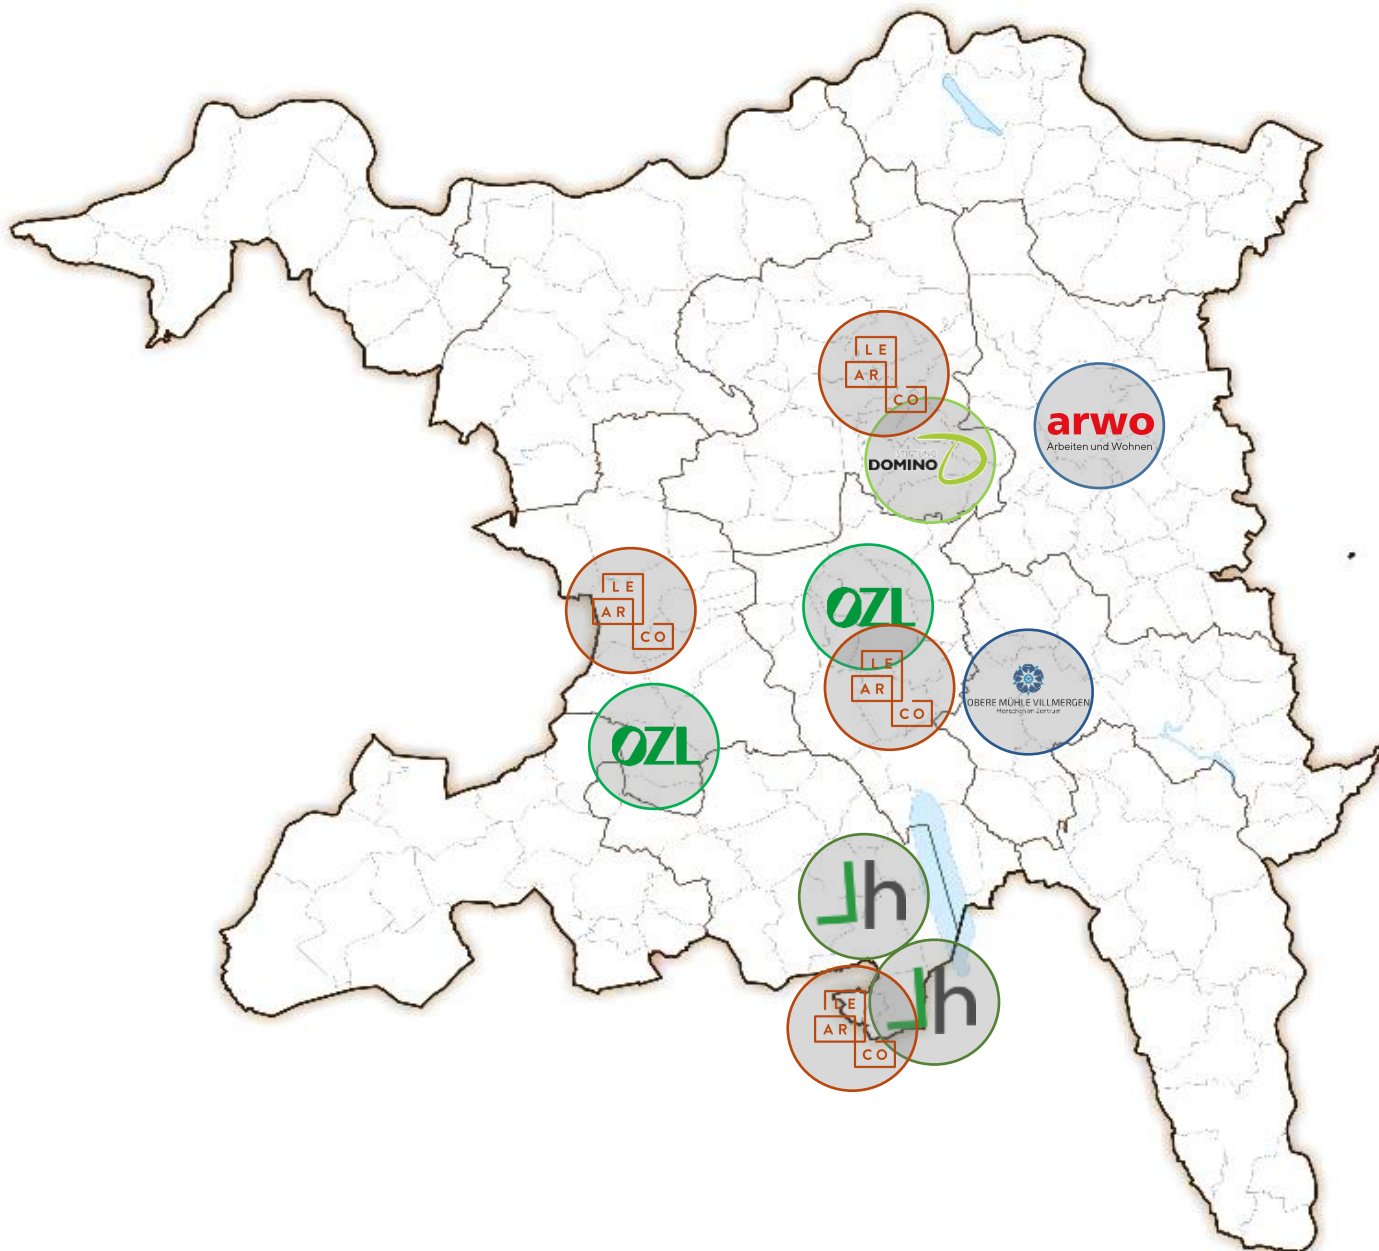 LE
AR
CO
arwo
Arbeiten und Wohnen
STIFTUNG
DOMINO
LE
AR
CO
OZL
LE
AR
CO
OBERE MÜHLE VILLMERGEN
OZL
Lh
Lh
LE
AR
CO